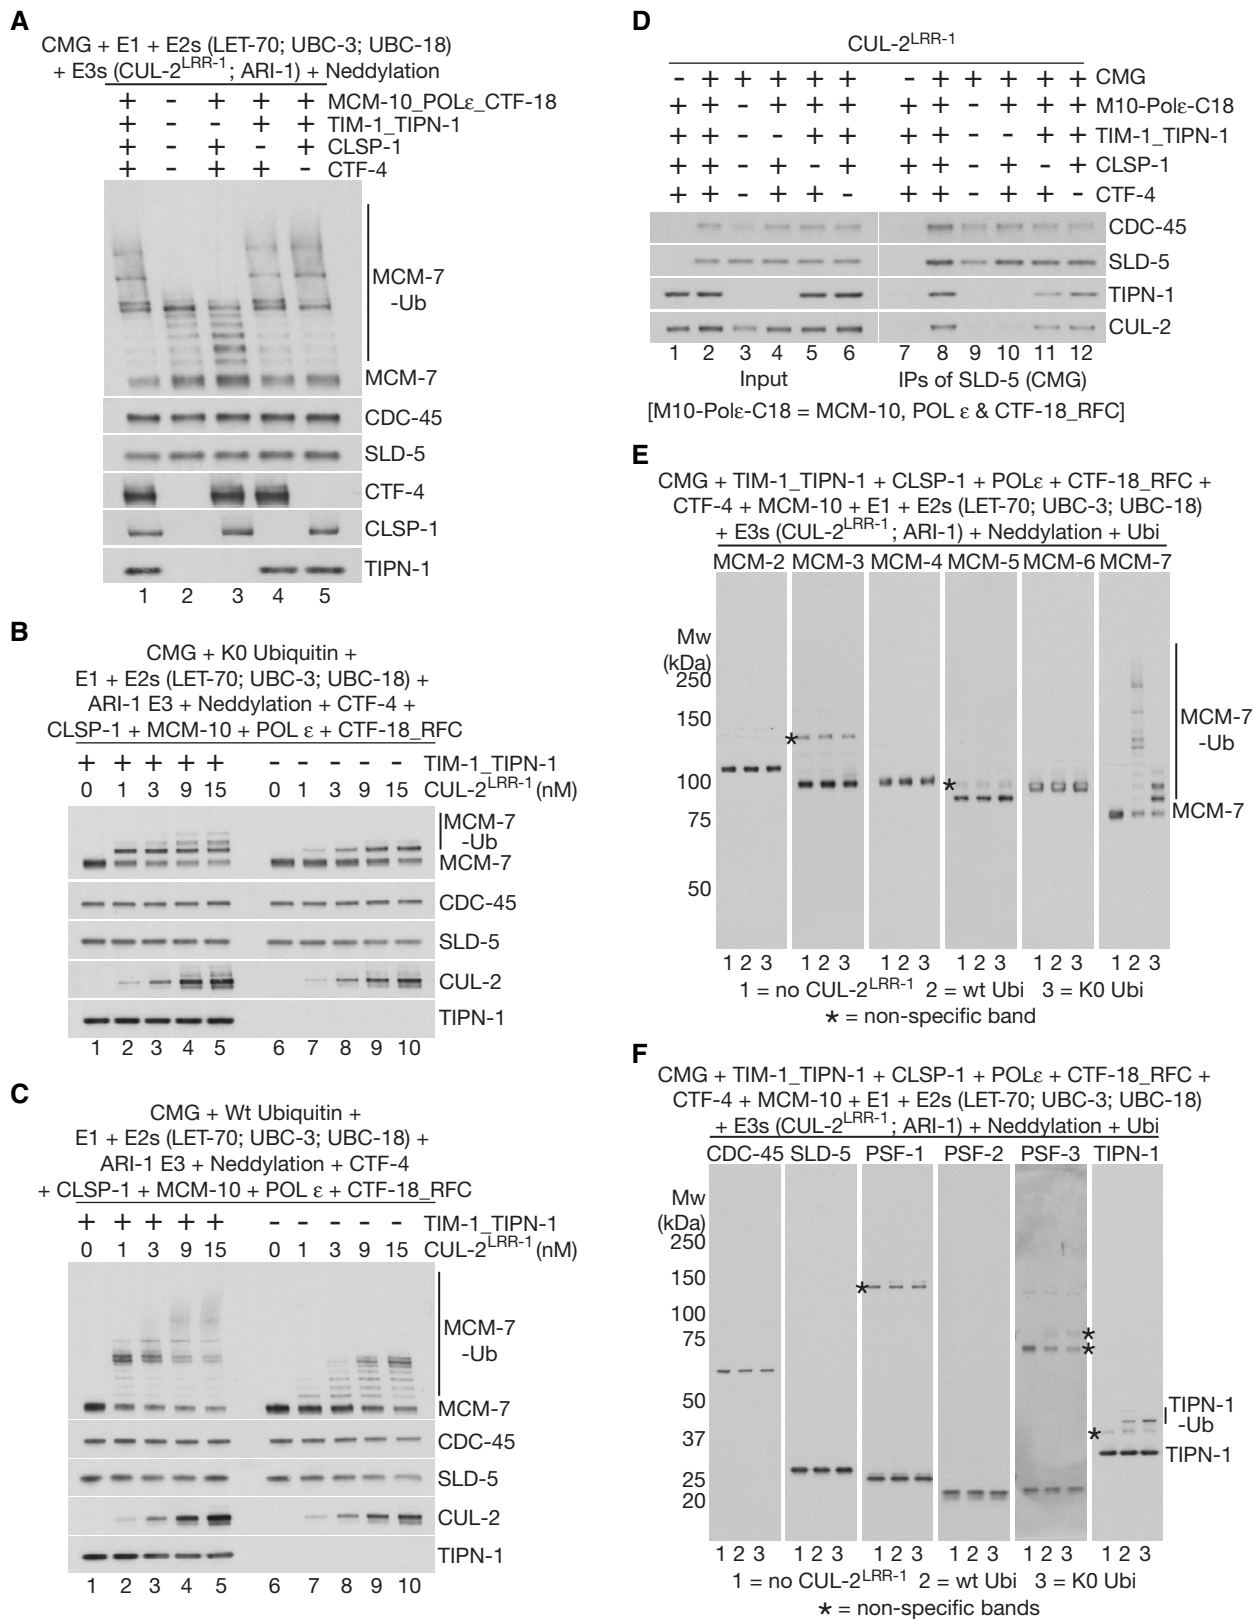 A
CMG + E1 + E2s (LET-70; UBC-3; UBC-18)
+ E3s (CUL-2LRR-1; ARI-1) + Neddylation
+ - + + + MCM-10_POLε_CTF-18
+ - - + + TIM-1_TIPN-1
+ - + - + CLSP-1
+ - + + - CTF-4
MCM-7
-Ub
MCM-7
CDC-45
SLD-5
CTF-4
CLSP-1
TIPN-1
1 2 3 4 5
B
CMG + K0 Ubiquitin +
E1 + E2s (LET-70; UBC-3; UBC-18) +
ARI-1 E3 + Neddylation + CTF-4 +
CLSP-1 + MCM-10 + POL ε + CTF-18_RFC
+ + + + + - - - - - TIM-1_TIPN-1
0 1 3 9 15 0 1 3 9 15 CUL-2LRR-1 (nM)
MCM-7
-Ub
MCM-7
CDC-45
SLD-5
CUL-2
TIPN-1
1 2 3 4 5 6 7 8 9 10
C
CMG + Wt Ubiquitin +
E1 + E2s (LET-70; UBC-3; UBC-18) +
ARI-1 E3 + Neddylation + CTF-4
+ CLSP-1 + MCM-10 + POL ε + CTF-18_RFC
+ + + + + - - - - - TIM-1_TIPN-1
0 1 3 9 15 0 1 3 9 15 CUL-2LRR-1 (nM)
MCM-7
-Ub
MCM-7
CDC-45
SLD-5
CUL-2
TIPN-1
1 2 3 4 5 6 7 8 9 10
D
CUL-2LRR-1
- + + + + + - + + + + + CMG
+ + - + + + + + - + + + M10-Polε-C18
+ + - - + + + + - - + + TIM-1_TIPN-1
+ + - + - + + + - + - + CLSP-1
+ + - + + - + + - + + - CTF-4
CDC-45
SLD-5
TIPN-1
CUL-2
1 2 3 4 5 6 7 8 9 10 11 12
Input IPs of SLD-5 (CMG)
[M10-Polε-C18 = MCM-10, POL ε & CTF-18_RFC]
E
CMG + TIM-1_TIPN-1 + CLSP-1 + POLε + CTF-18_RFC +
CTF-4 + MCM-10 + E1 + E2s (LET-70; UBC-3; UBC-18)
+ E3s (CUL-2LRR-1; ARI-1) + Neddylation + Ubi
MCM-2 MCM-3 MCM-4 MCM-5 MCM-6 MCM-7
Mw
(kDa)
250
150
100
75
50
*
*
MCM-7
-Ub
MCM-7
1 2 3 1 2 3 1 2 3 1 2 3 1 2 3 1 2 3
1 = no CUL-2LRR-1 2 = wt Ubi 3 = K0 Ubi
* = non-specific band
F
CMG + TIM-1_TIPN-1 + CLSP-1 + POLε + CTF-18_RFC +
CTF-4 + MCM-10 + E1 + E2s (LET-70; UBC-3; UBC-18)
+ E3s (CUL-2LRR-1; ARI-1) + Neddylation + Ubi
CDC-45 SLD-5 PSF-1 PSF-2 PSF-3 TIPN-1
Mw
(kDa)
250
150
100
75
50
37
25
20
*
*
*
*
TIPN-1
-Ub
TIPN-1
1 2 3 1 2 3 1 2 3 1 2 3 1 2 3 1 2 3
1 = no CUL-2LRR-1 2 = wt Ubi 3 = K0 Ubi
* = non-specific bands